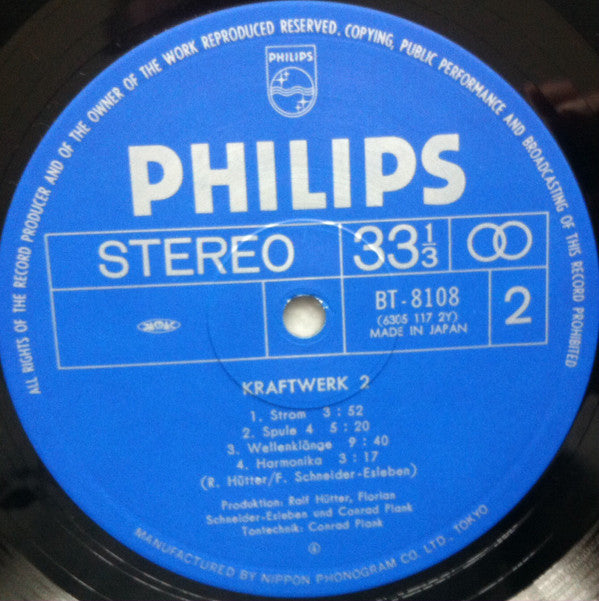 ALL RIGHTS OF THE RECORD PRODUCER AND OF THE OWNER OF THE WORK REPRODUCED RESERVED. COPYING, PUBLIC PERFORMANCE AND BROADCASTING OF THIS RECORD PROHIBITED
PHILIPS
PHILIPS
STEREO 33 1/3
BT-8108 2
(6305 117 2Y)
MADE IN JAPAN
KRAFTWERK 2
1. Strom 3 : 52
2. Spule 4 5 : 20
3. Wellenklänge 9 : 40
4. Harmonika 3 : 17
(R. Hütter/F. Schneider-Esleben)
Produktion: Ralf Hütter, Florian
Schneider-Esleben und Conrad Plank
Tontechnik: Conrad Plank
MANUFACTURED BY NIPPON PHONOGRAM CO. LTD., TOKYO